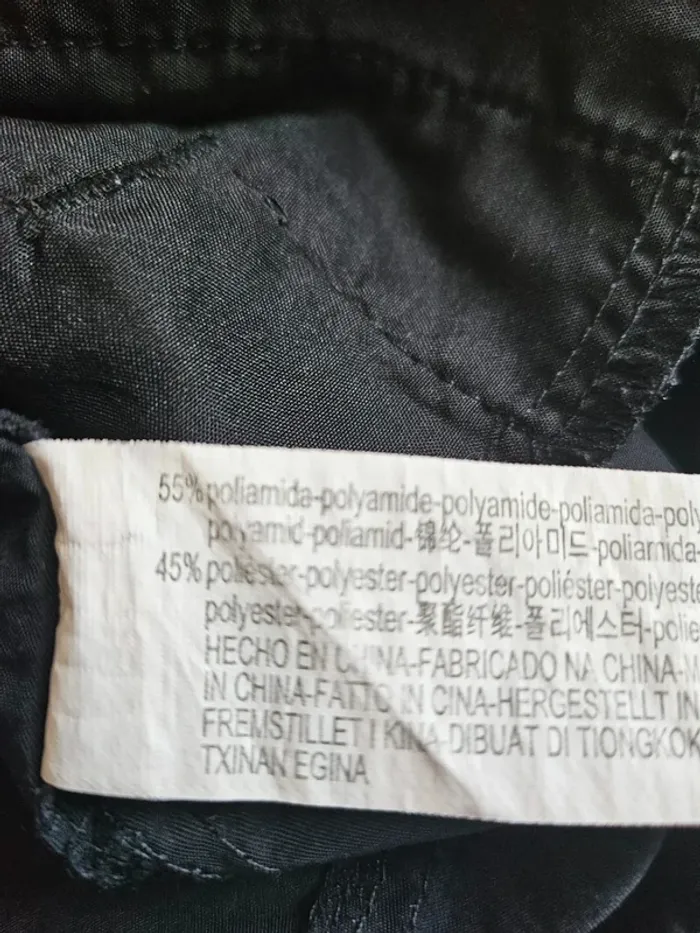 55% poliamida-polyamide-polyamide-poliamida-poly
polyamid-poliamid-锦纶-폴리아미드-poliamida-
45% poliéster-polyester-polyester-poliéster-polyeste
polyester-poliester-聚酯纤维-폴리에스터-polie
HECHO EN CHINA-FABRICADO NA CHINA-M
IN CHINA-FATTO IN CINA-HERGESTELLT IN
FREMSTILLET I KINA-DIBUAT DI TIONGKOK
TXINAN EGINA